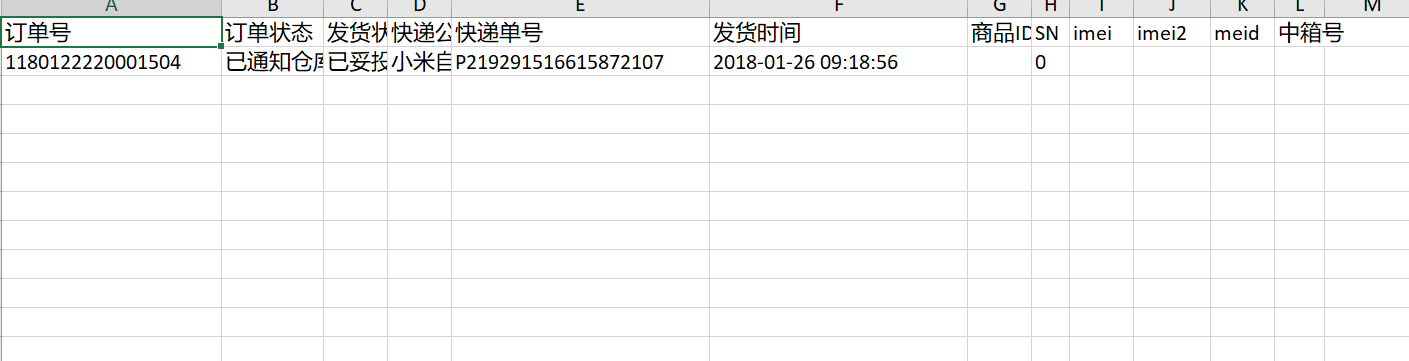 A B C D E F G H I J K L M
订单号 订单状态 发货状 快递公 快递单号 发货时间 商品ID SN imei imei2 meid 中箱号
1180122220001504 已通知仓库 已妥投 小米自 P219291516615872107 2018-01-26 09:18:56 0